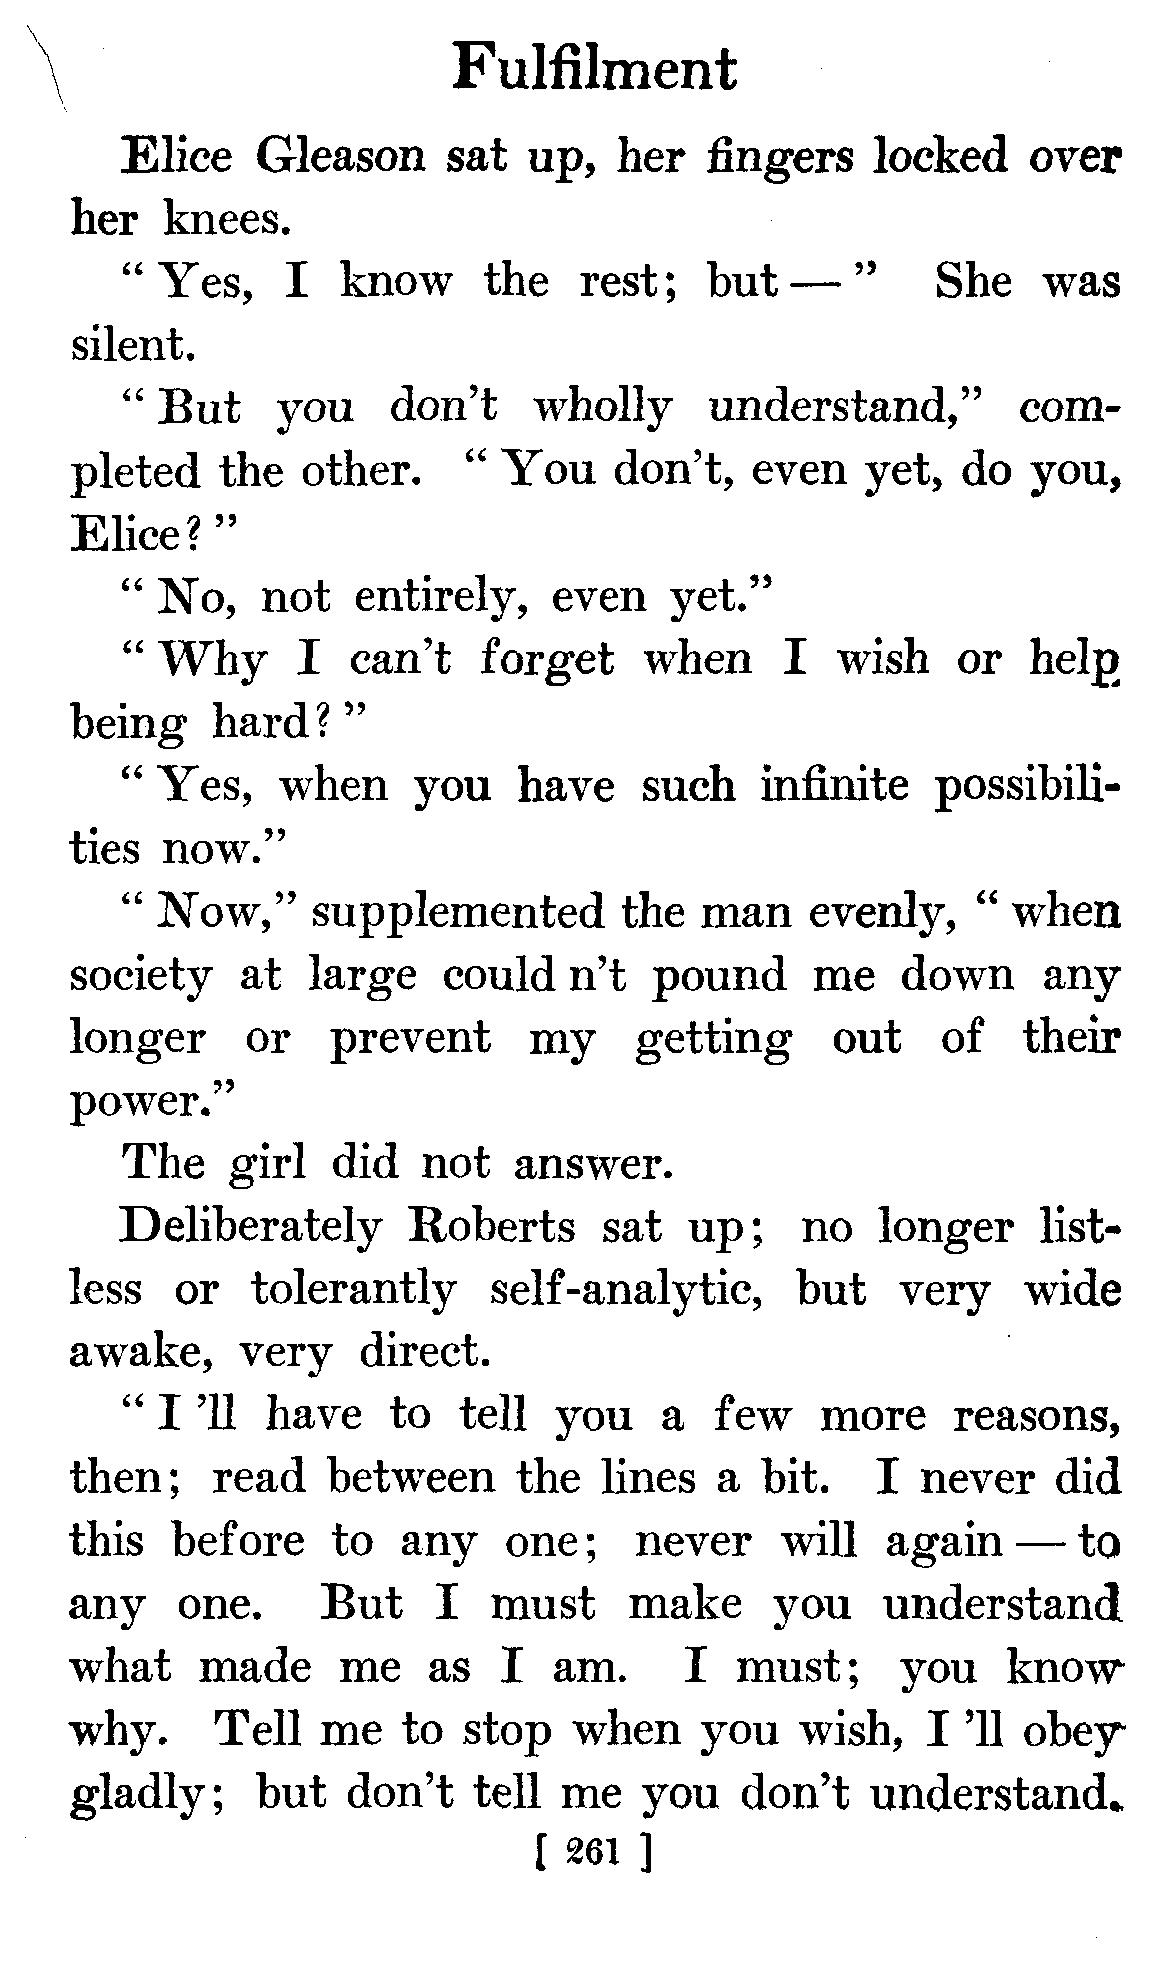 Fulfilment
Elice Gleason sat up, her fingers locked over
her knees.
“ Yes, I know the rest; but — ” She was
silent.
“ But you don’t wholly understand,” com-
pleted the other. “ You don’t, even yet, do you,
Elice? ”
“ No, not entirely, even yet.”
“ Why I can’t forget when I wish or help
being hard? ”
“ Yes, when you have such infinite possibili-
ties now.”
“ Now,” supplemented the man evenly, “ when
society at large could n’t pound me down any
longer or prevent my getting out of their
power.”
The girl did not answer.
Deliberately Roberts sat up; no longer list-
less or tolerantly self-analytic, but very wide
awake, very direct.
“ I ’ll have to tell you a few more reasons,
then; read between the lines a bit. I never did
this before to any one; never will again — to
any one. But I must make you understand
what made me as I am. I must; you know
why. Tell me to stop when you wish, I ’ll obey
gladly; but don’t tell me you don’t understand.
[ 261 ]